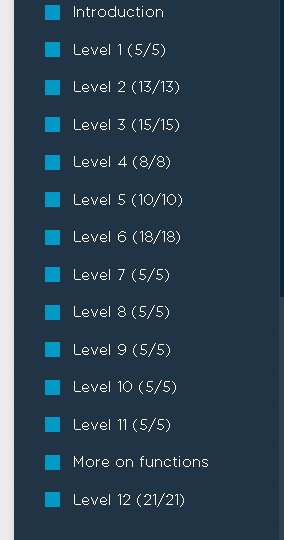 Introduction
Level 1 (5/5)
Level 2 (13/13)
Level 3 (15/15)
Level 4 (8/8)
Level 5 (10/10)
Level 6 (18/18)
Level 7 (5/5)
Level 8 (5/5)
Level 9 (5/5)
Level 10 (5/5)
Level 11 (5/5)
More on functions
Level 12 (21/21)